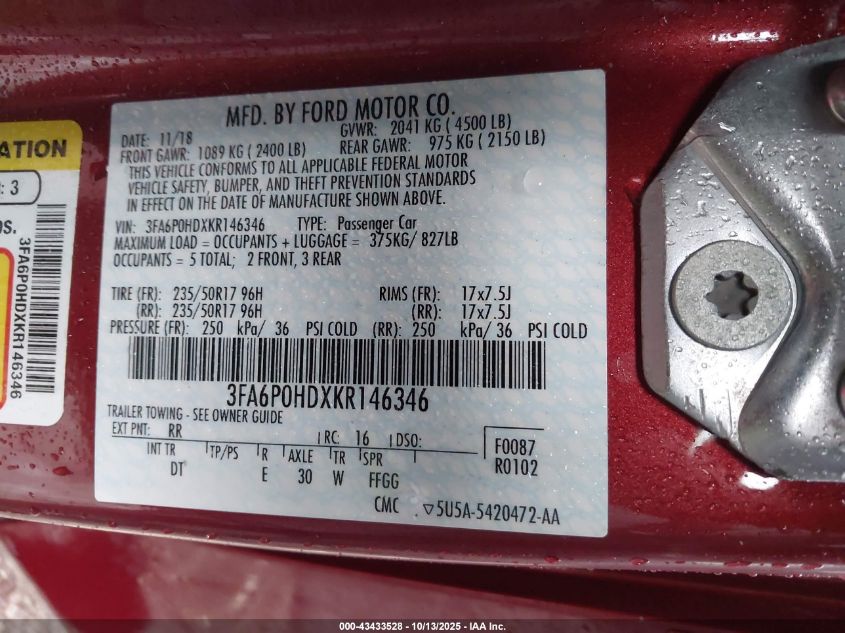 MFD. BY FORD MOTOR CO.
DATE: 11/18 GVWR: 2041 KG ( 4500 LB)
FRONT GAWR: 1089 KG ( 2400 LB) REAR GAWR: 975 KG ( 2150 LB)
THIS VEHICLE CONFORMS TO ALL APPLICABLE FEDERAL MOTOR
VEHICLE SAFETY, BUMPER, AND THEFT PREVENTION STANDARDS
IN EFFECT ON THE DATE OF MANUFACTURE SHOWN ABOVE.
VIN: 3FA6P0HDXKR146346 TYPE: Passenger Car
MAXIMUM LOAD = OCCUPANTS + LUGGAGE = 375KG/ 827LB
OCCUPANTS = 5 TOTAL; 2 FRONT, 3 REAR
TIRE (FR): 235/50R17 96H RIMS (FR): 17x7.5J
(RR): 235/50R17 96H (RR): 17x7.5J
PRESSURE (FR): 250 kPa/ 36 PSI COLD (RR): 250 kPa/ 36 PSI COLD
3FA6P0HDXKR146346
TRAILER TOWING - SEE OWNER GUIDE
EXT PNT: RR RC: 16 DSO: F0087
INT TR TP/PS R AXLE TR SPR R0102
DT E 30 W FFGG
CMC ▽5U5A-5420472-AA
ATION
: 3
os.
3FA6P0HDXKR146346
000-43433528 | 10/13/2025 | IAA Inc.